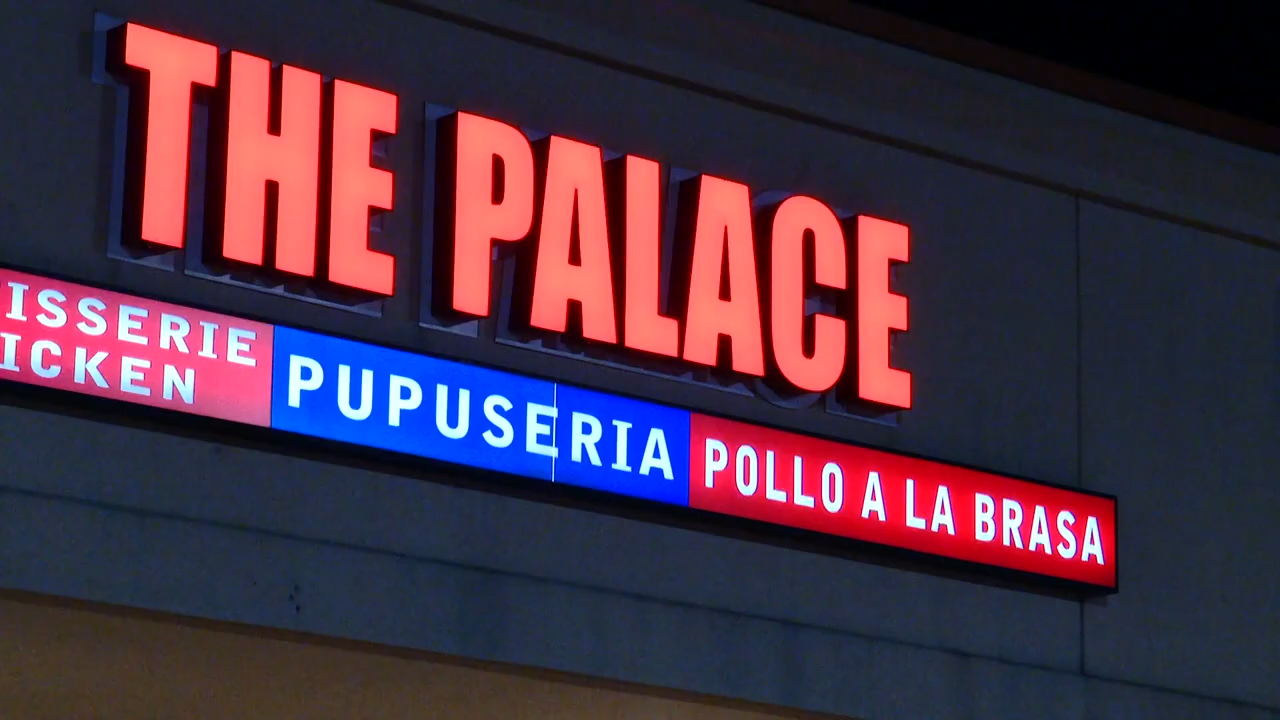 THE PALACE
ISSERIE
ICKEN
PUPUSERIA
POLLO A LA BRASA